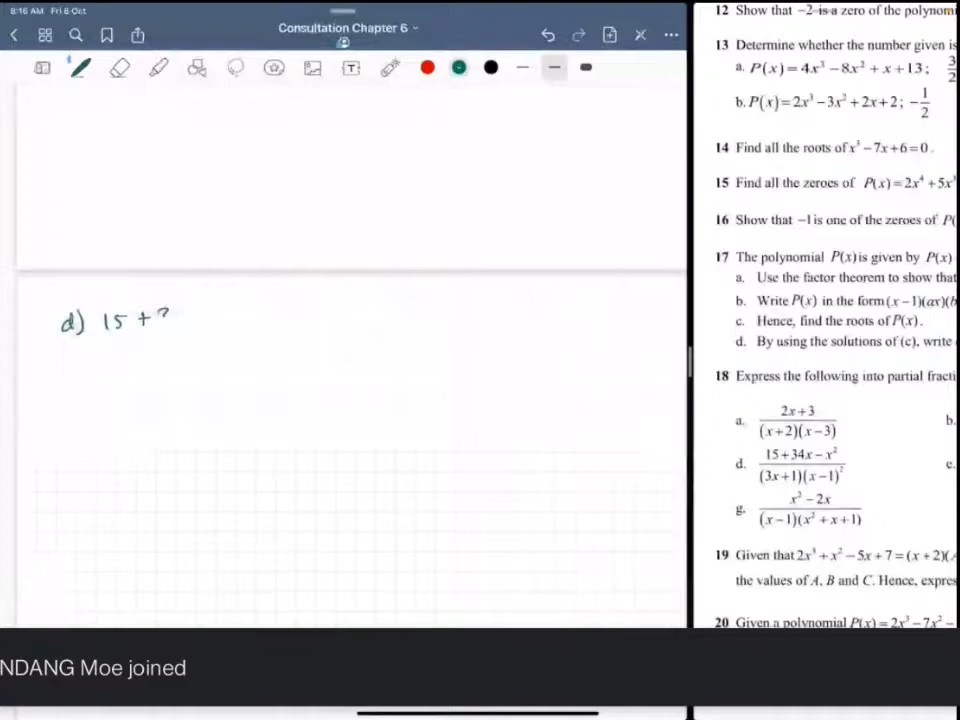 8:16 AM Fri 6 Oct
Consultation Chapter 6
d) 15 + 3
12 Show that −2 is a zero of the polynom
13 Determine whether the number given is
a. P(x) = 4x³ − 8x² + x + 13; 3/2
b. P(x) = 2x³ − 3x² + 2x + 2; −1/2
14 Find all the roots of x³ − 7x + 6 = 0.
15 Find all the zeroes of P(x) = 2x⁴ + 5x³
16 Show that −1 is one of the zeroes of P(
17 The polynomial P(x) is given by P(x)
a. Use the factor theorem to show that
b. Write P(x) in the form (x − 1)(ax)(b
c. Hence, find the roots of P(x).
d. By using the solutions of (c), write
18 Express the following into partial fracti
a. (2x + 3)/((x + 2)(x − 3)) b.
d. (15 + 34x − x²)/((3x + 1)(x − 1)²) e.
g. (x³ − 2x)/((x − 1)(x² + x + 1))
19 Given that 2x³ + x² − 5x + 7 = (x + 2)(
the values of A, B and C. Hence, expres
20 Given a polynomial P(x) = 2x³ − 7x² −
NDANG Moe joined